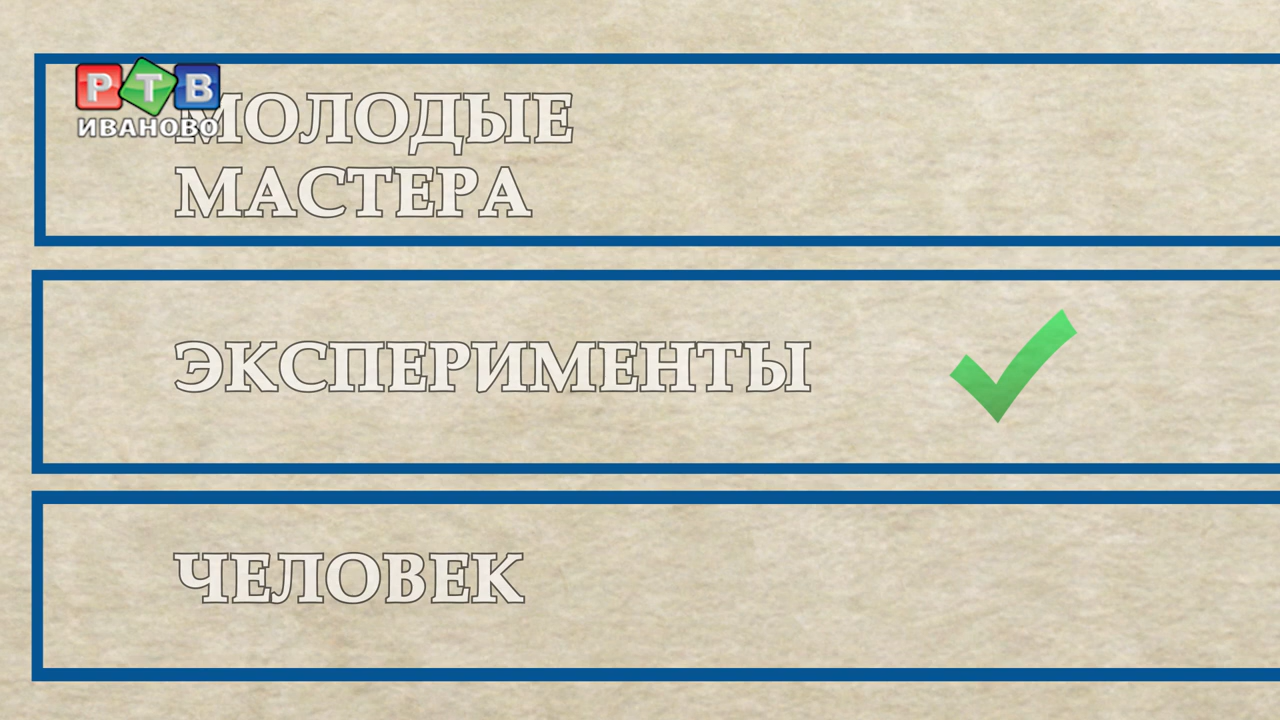 РТВ
ИВАНОВО
МОЛОДЫЕ
МАСТЕРА
ЭКСПЕРИМЕНТЫ
ЧЕЛОВЕК